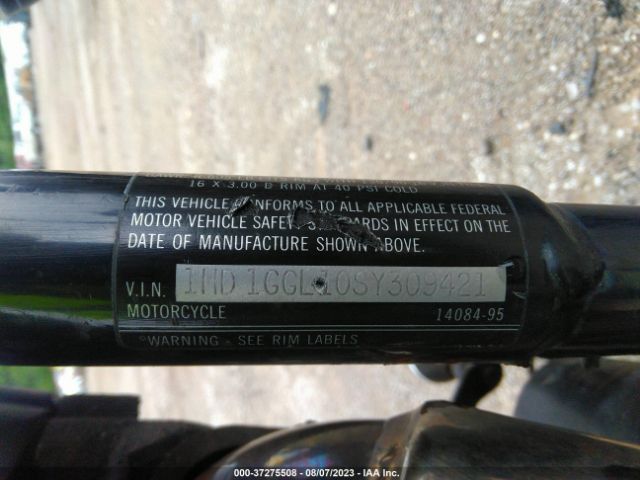 16 X 3.00 D RIM AT 40 PSI COLD
THIS VEHICLE CONFORMS TO ALL APPLICABLE FEDERAL
MOTOR VEHICLE SAFETY STANDARDS IN EFFECT ON THE
DATE OF MANUFACTURE SHOWN ABOVE.
V.I.N. 1HD1GGL10SY309421
MOTORCYCLE 14084-95
*WARNING - SEE RIM LABELS
000-37275508 - 08/07/2023 - IAA Inc.